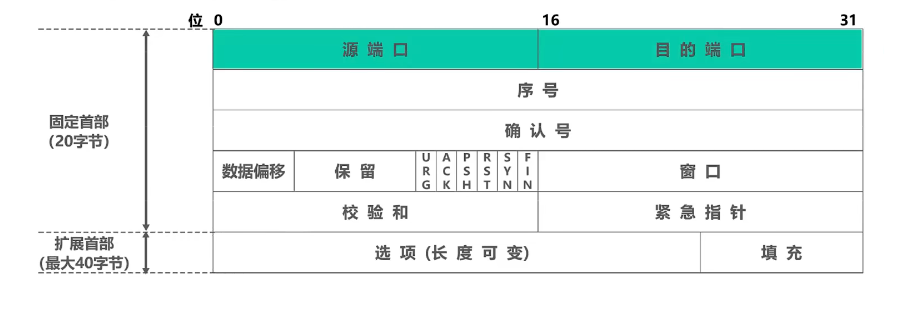 位 0 16 31
源 端 口 目 的 端 口
序 号
确 认 号
固定首部
(20字节)
数据偏移 保 留 URG ACK PSH RST SYN FIN 窗 口
校 验 和 紧 急 指 针
扩展首部
(最大40字节)
选 项 (长 度 可 变) 填 充